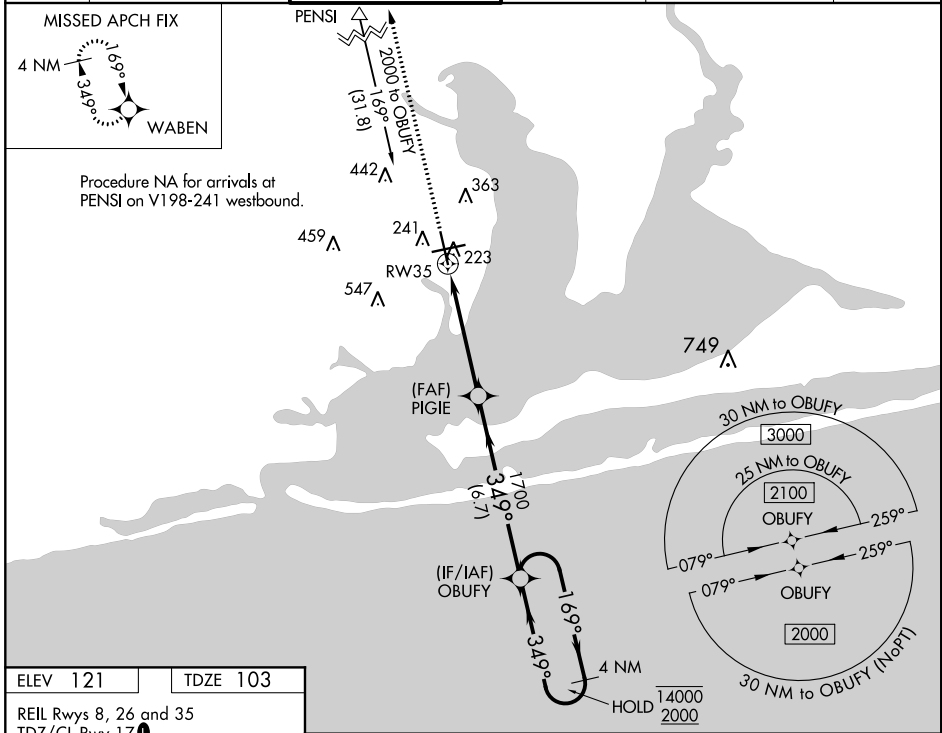 MISSED APCH FIX
4 NM
169°
349°
WABEN
PENSI
2000 to OBUFY
169°
(31.8)
Procedure NA for arrivals at
PENSI on V198-241 westbound.
442
363
459
241
223
RW35
547
749
(FAF)
PIGIE
1700
349°
(6.7)
(IF/IAF)
OBUFY
169°
349°
4 NM
HOLD
14000
2000
30 NM to OBUFY
3000
25 NM to OBUFY
2100
OBUFY
259°
079°
259°
079°
OBUFY
2000
30 NM to OBUFY (NoPT)
ELEV 121
TDZE 103
REIL Rwys 8, 26 and 35
TDZ/CL Rwy 17